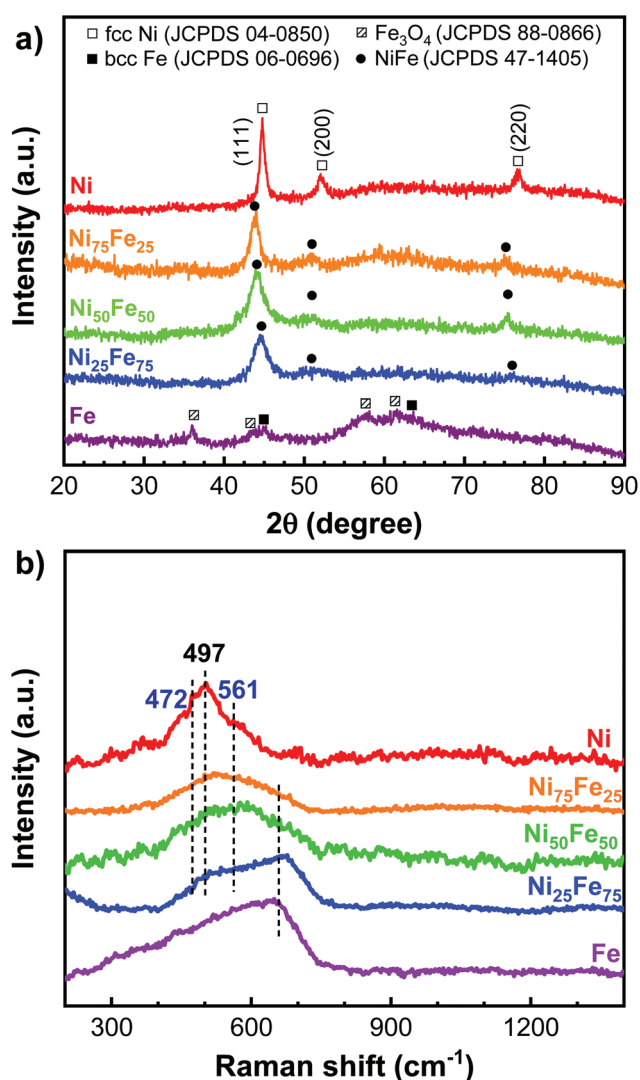 a)
□ fcc Ni (JCPDS 04-0850) ▨ Fe₃O₄ (JCPDS 88-0866)
■ bcc Fe (JCPDS 06-0696) ● NiFe (JCPDS 47-1405)
(111)
(200)
(220)
Ni
Ni₇₅Fe₂₅
Ni₅₀Fe₅₀
Ni₂₅Fe₇₅
Fe
Intensity (a.u.)
20 30 40 50 60 70 80 90
2θ (degree)
b)
497
472 561
Ni
Ni₇₅Fe₂₅
Ni₅₀Fe₅₀
Ni₂₅Fe₇₅
Fe
Intensity (a.u.)
300 600 900 1200
Raman shift (cm⁻¹)